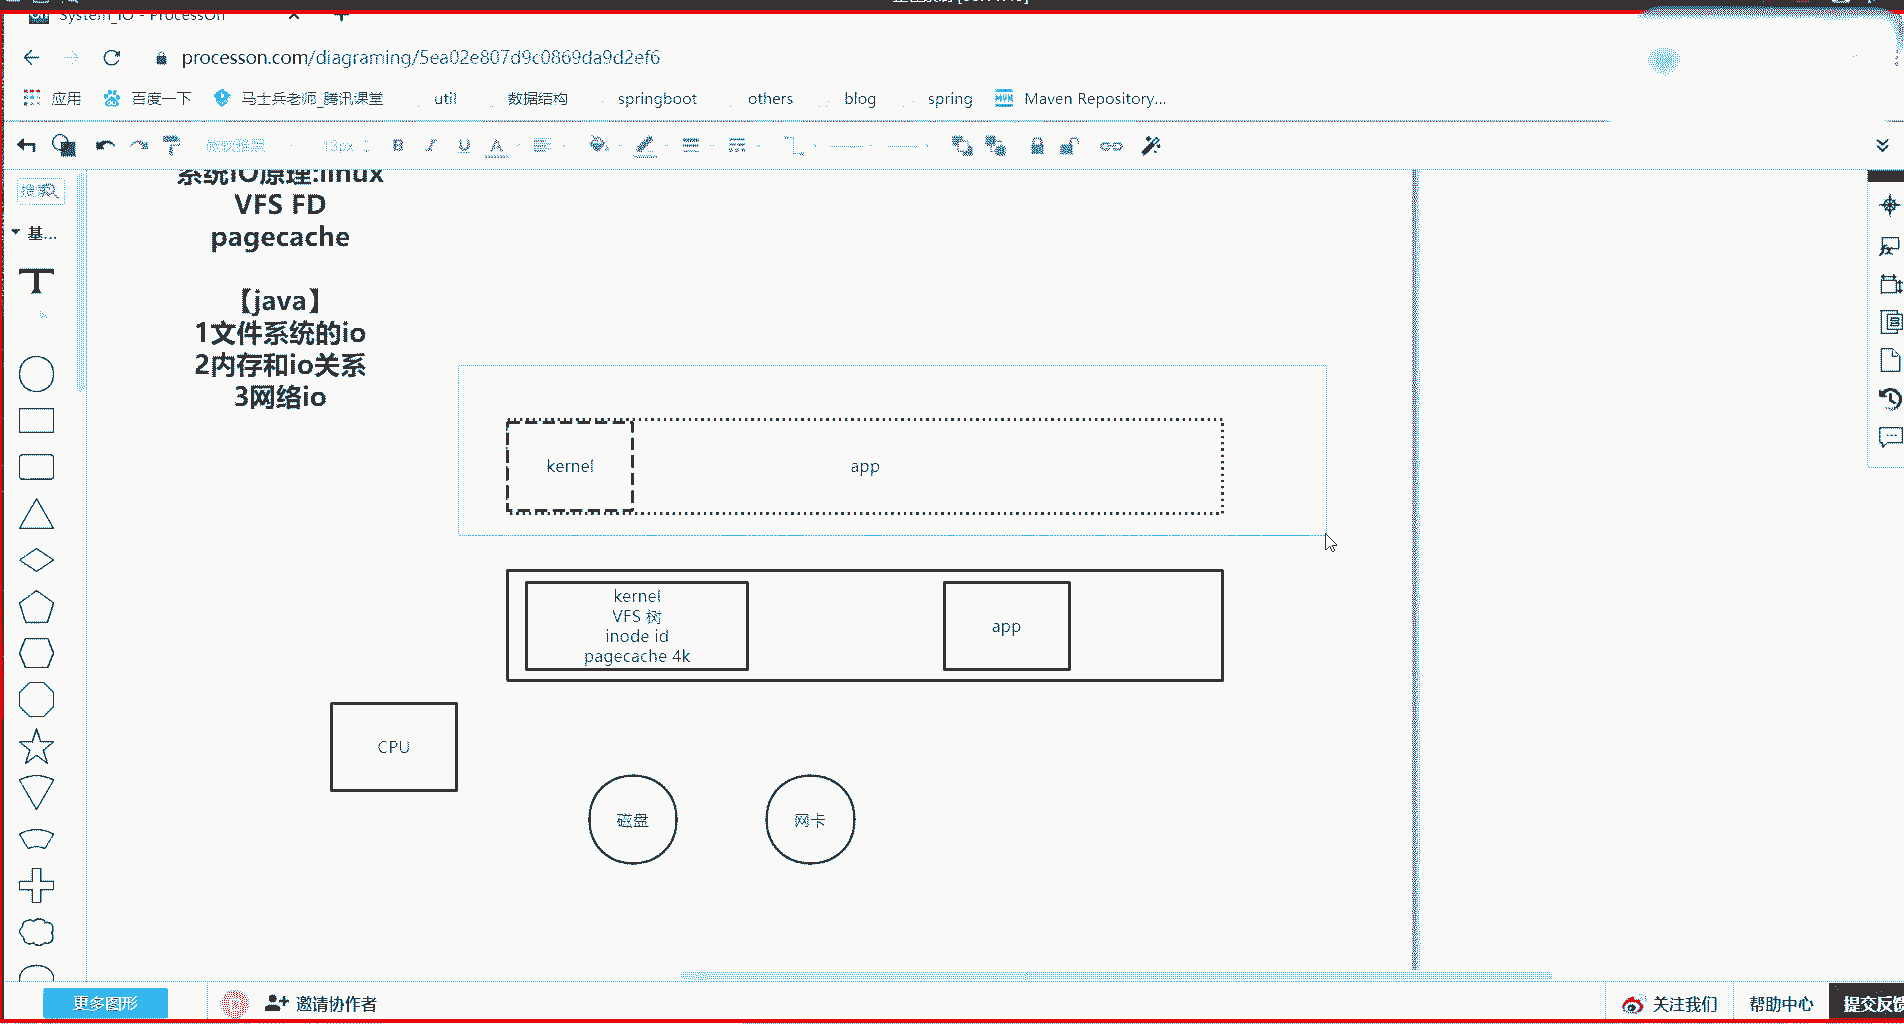 System_IO - ProcessOn
processon.com/diagraming/5ea02e807d9c0869da9d2ef6
应用 百度一下 马士兵老师_腾讯课堂 util 数据结构 springboot others blog spring Maven Repository...
微软雅黑 13px B I U A
搜索
基...
T
系统IO原理:linux
VFS FD
pagecache
【java】
1文件系统的io
2内存和io关系
3网络io
kernel app
kernel
VFS 树
inode id
pagecache 4k
app
CPU
磁盘 网卡
更多图形 邀请协作者 关注我们 帮助中心 提交反馈